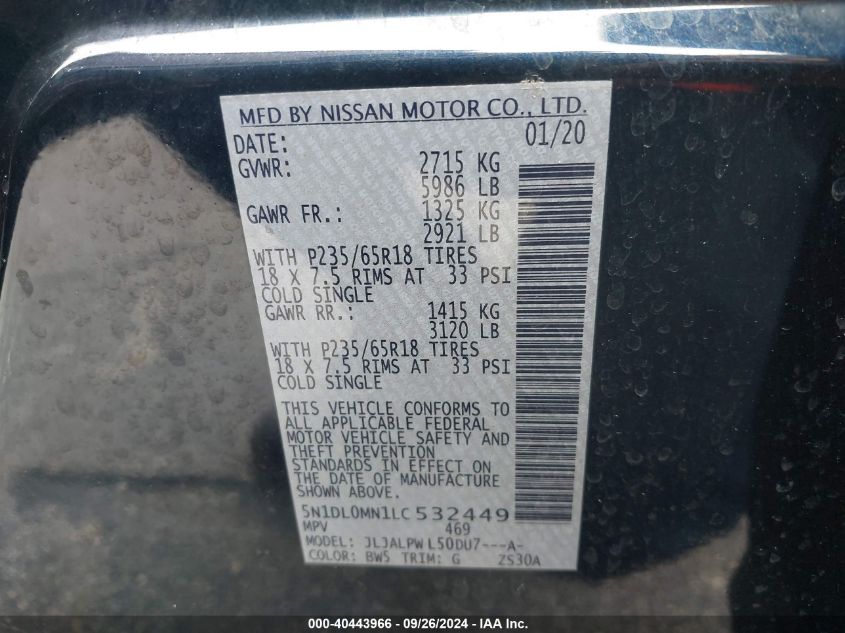 MFD BY NISSAN MOTOR CO., LTD.
DATE: 01/20
GVWR: 2715 KG
5986 LB
GAWR FR.: 1325 KG
2921 LB
WITH P235/65R18 TIRES
18 X 7.5 RIMS AT 33 PSI
COLD SINGLE
GAWR RR.: 1415 KG
3120 LB
WITH P235/65R18 TIRES
18 X 7.5 RIMS AT 33 PSI
COLD SINGLE
THIS VEHICLE CONFORMS TO
ALL APPLICABLE FEDERAL
MOTOR VEHICLE SAFETY AND
THEFT PREVENTION
STANDARDS IN EFFECT ON
THE DATE OF MANUFACTURE
SHOWN ABOVE.
5N1DL0MN1LC532449
MPV 469
MODEL: JLJALPW L50DU7---A-
COLOR: BW5 TRIM: G ZS30A
000-40443966 - 09/26/2024 - IAA Inc.